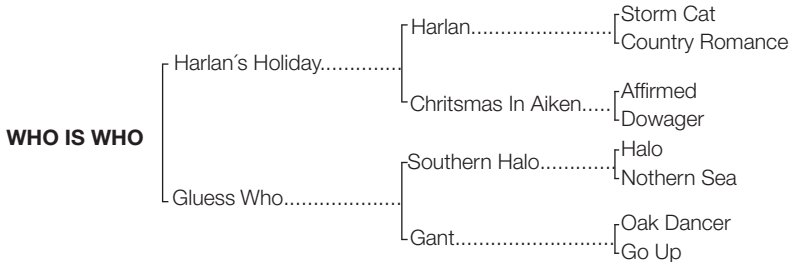 Storm Cat
Harlan
Country Romance
Harlan´s Holiday
Affirmed
Chritsmas In Aiken
Dowager
WHO IS WHO
Halo
Southern Halo
Nothern Sea
Gluess Who
Oak Dancer
Gant
Go Up